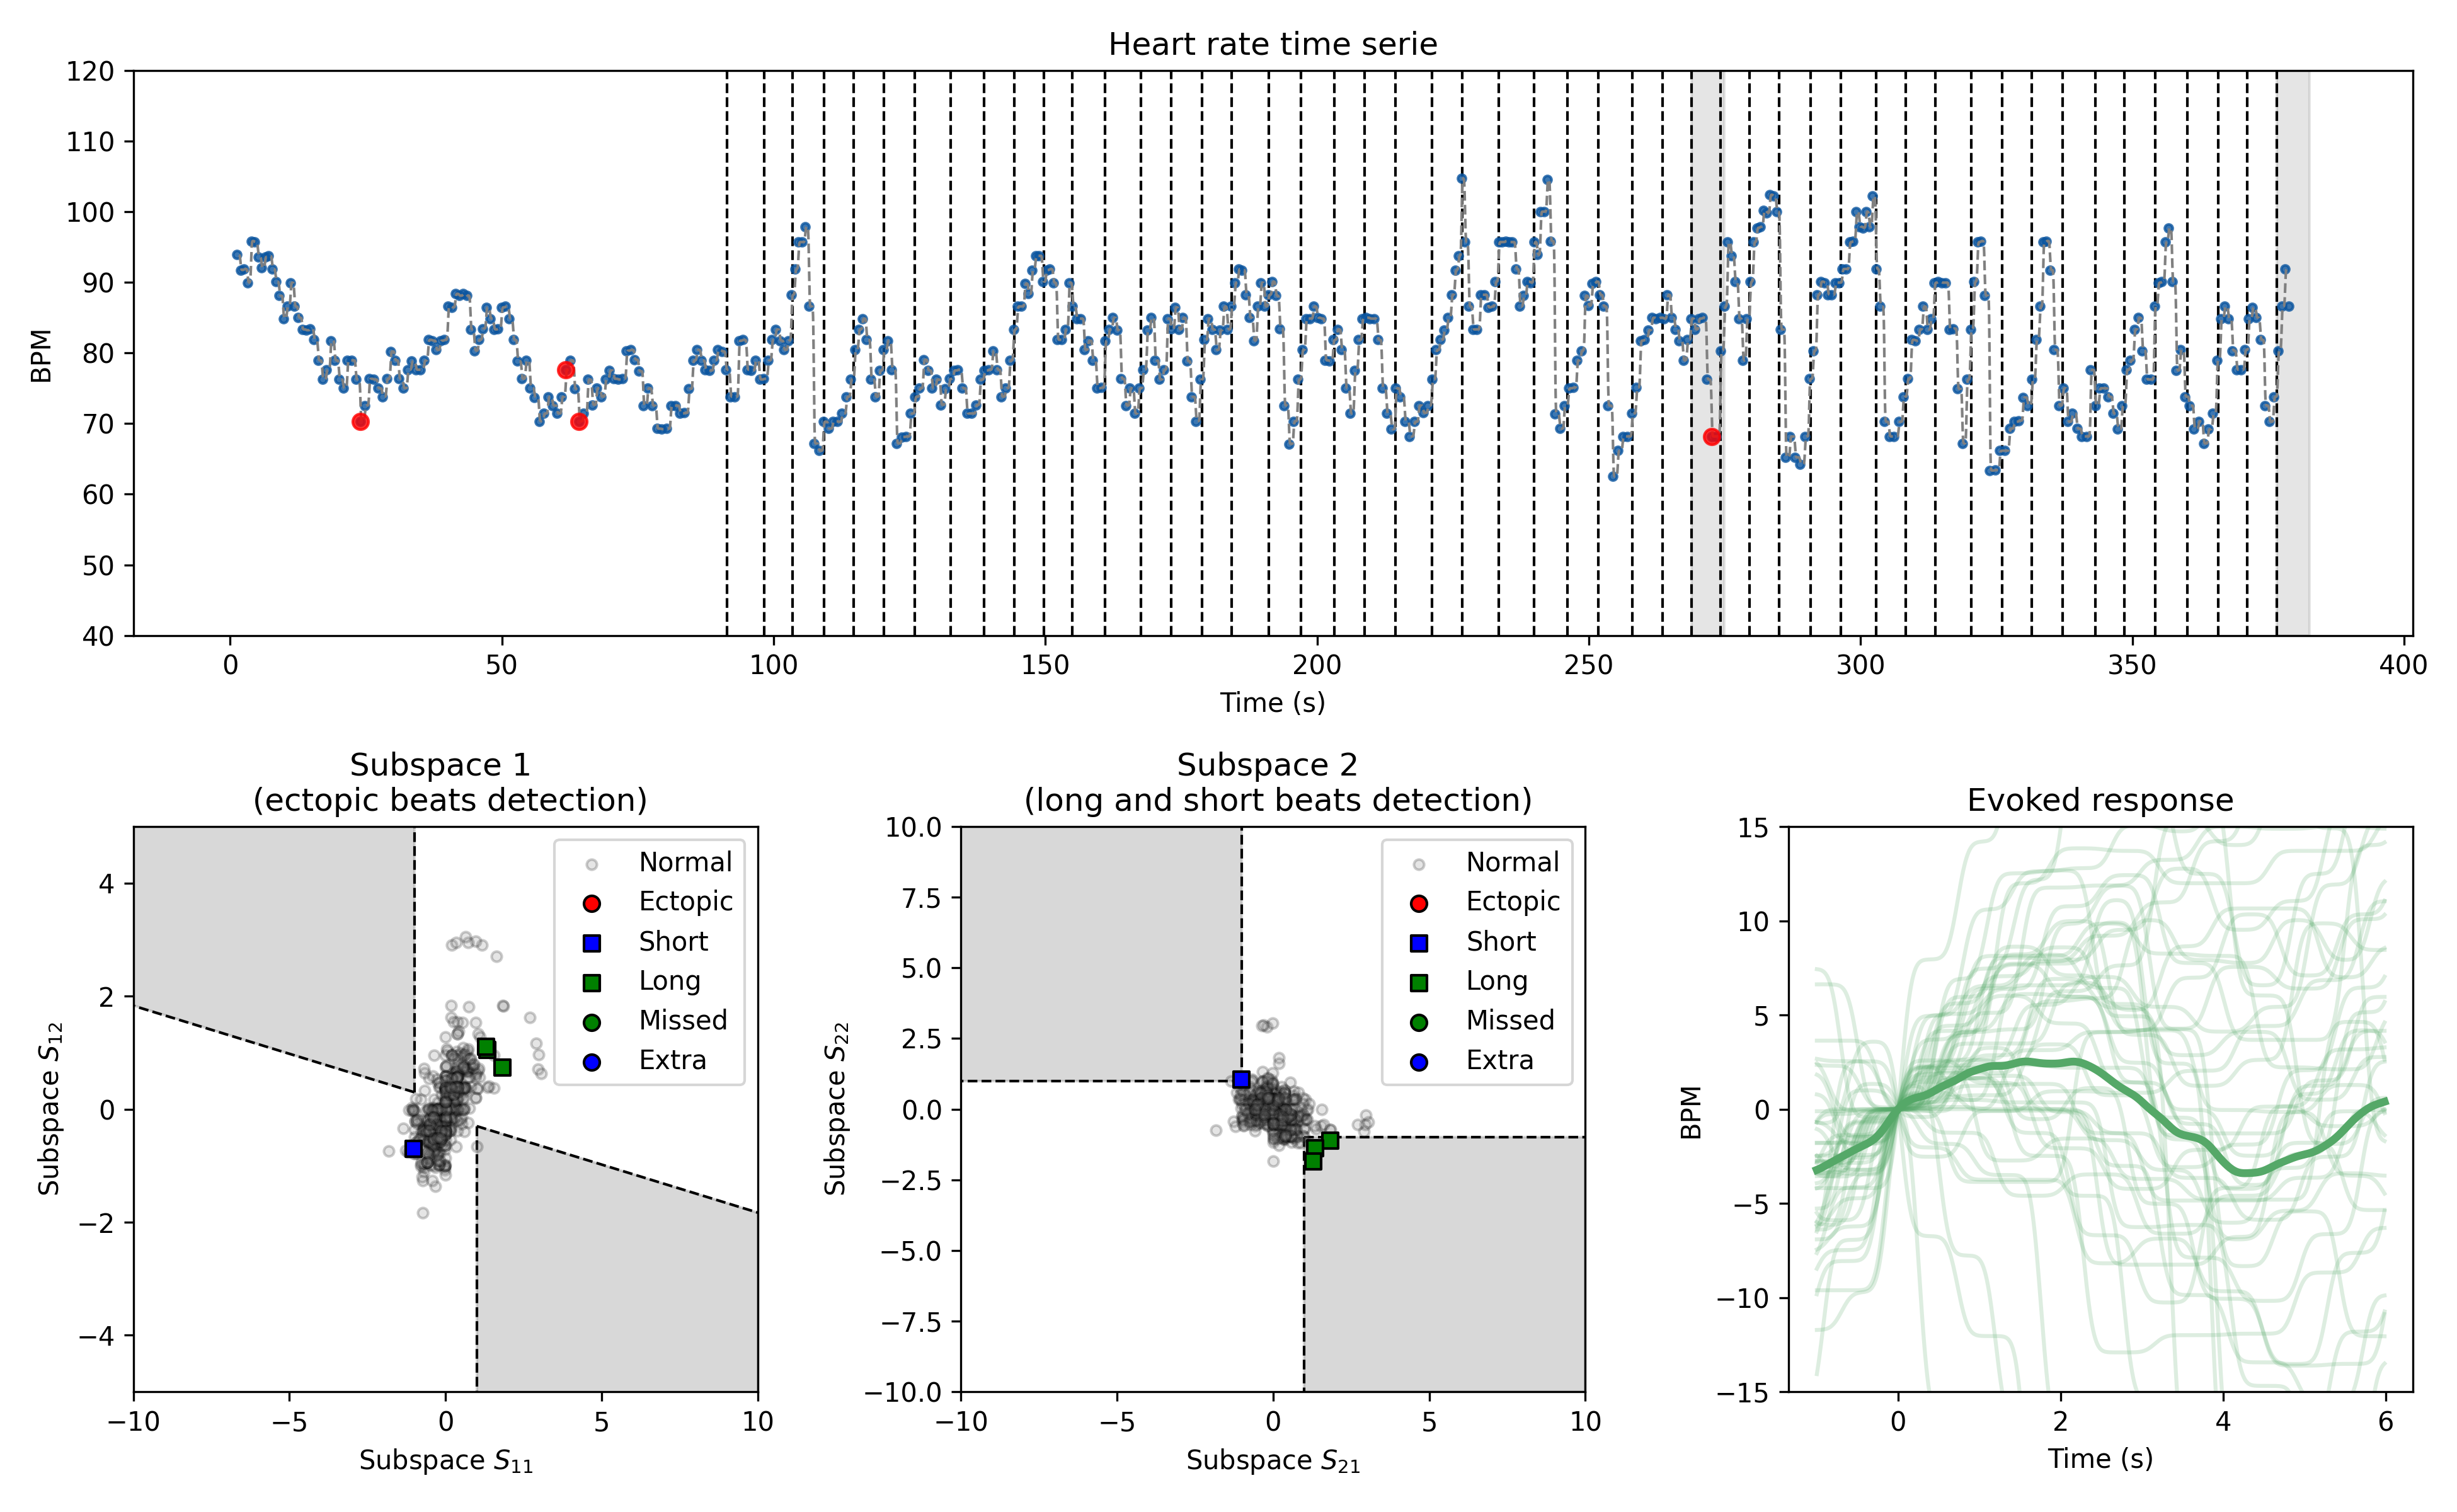 Heart rate time serie
120
110
100
90
80
70
60
50
40
BPM
0 50 100 150 200 250 300 350 400
Time (s)
Subspace 1
(ectopic beats detection)
4
2
0
−2
−4
Subspace S12
Normal
Ectopic
Short
Long
Missed
Extra
−10 −5 0 5 10
Subspace S11
Subspace 2
(long and short beats detection)
10.0
7.5
5.0
2.5
0.0
−2.5
−5.0
−7.5
−10.0
Subspace S22
Normal
Ectopic
Short
Long
Missed
Extra
−10 −5 0 5 10
Subspace S21
Evoked response
15
10
5
0
−5
−10
−15
BPM
0 2 4 6
Time (s)